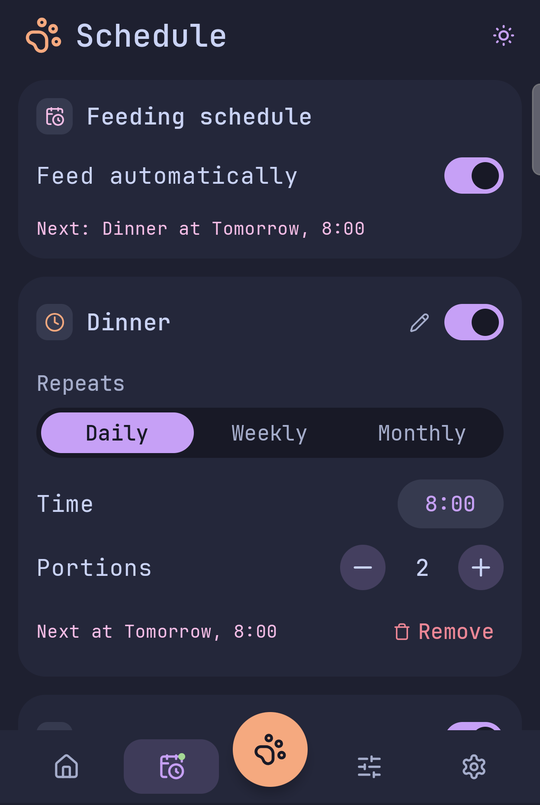 Schedule
Feeding schedule
Feed automatically
Next: Dinner at Tomorrow, 8:00
Dinner
Repeats
Daily Weekly Monthly
Time 8:00
Portions 2
Next at Tomorrow, 8:00 Remove